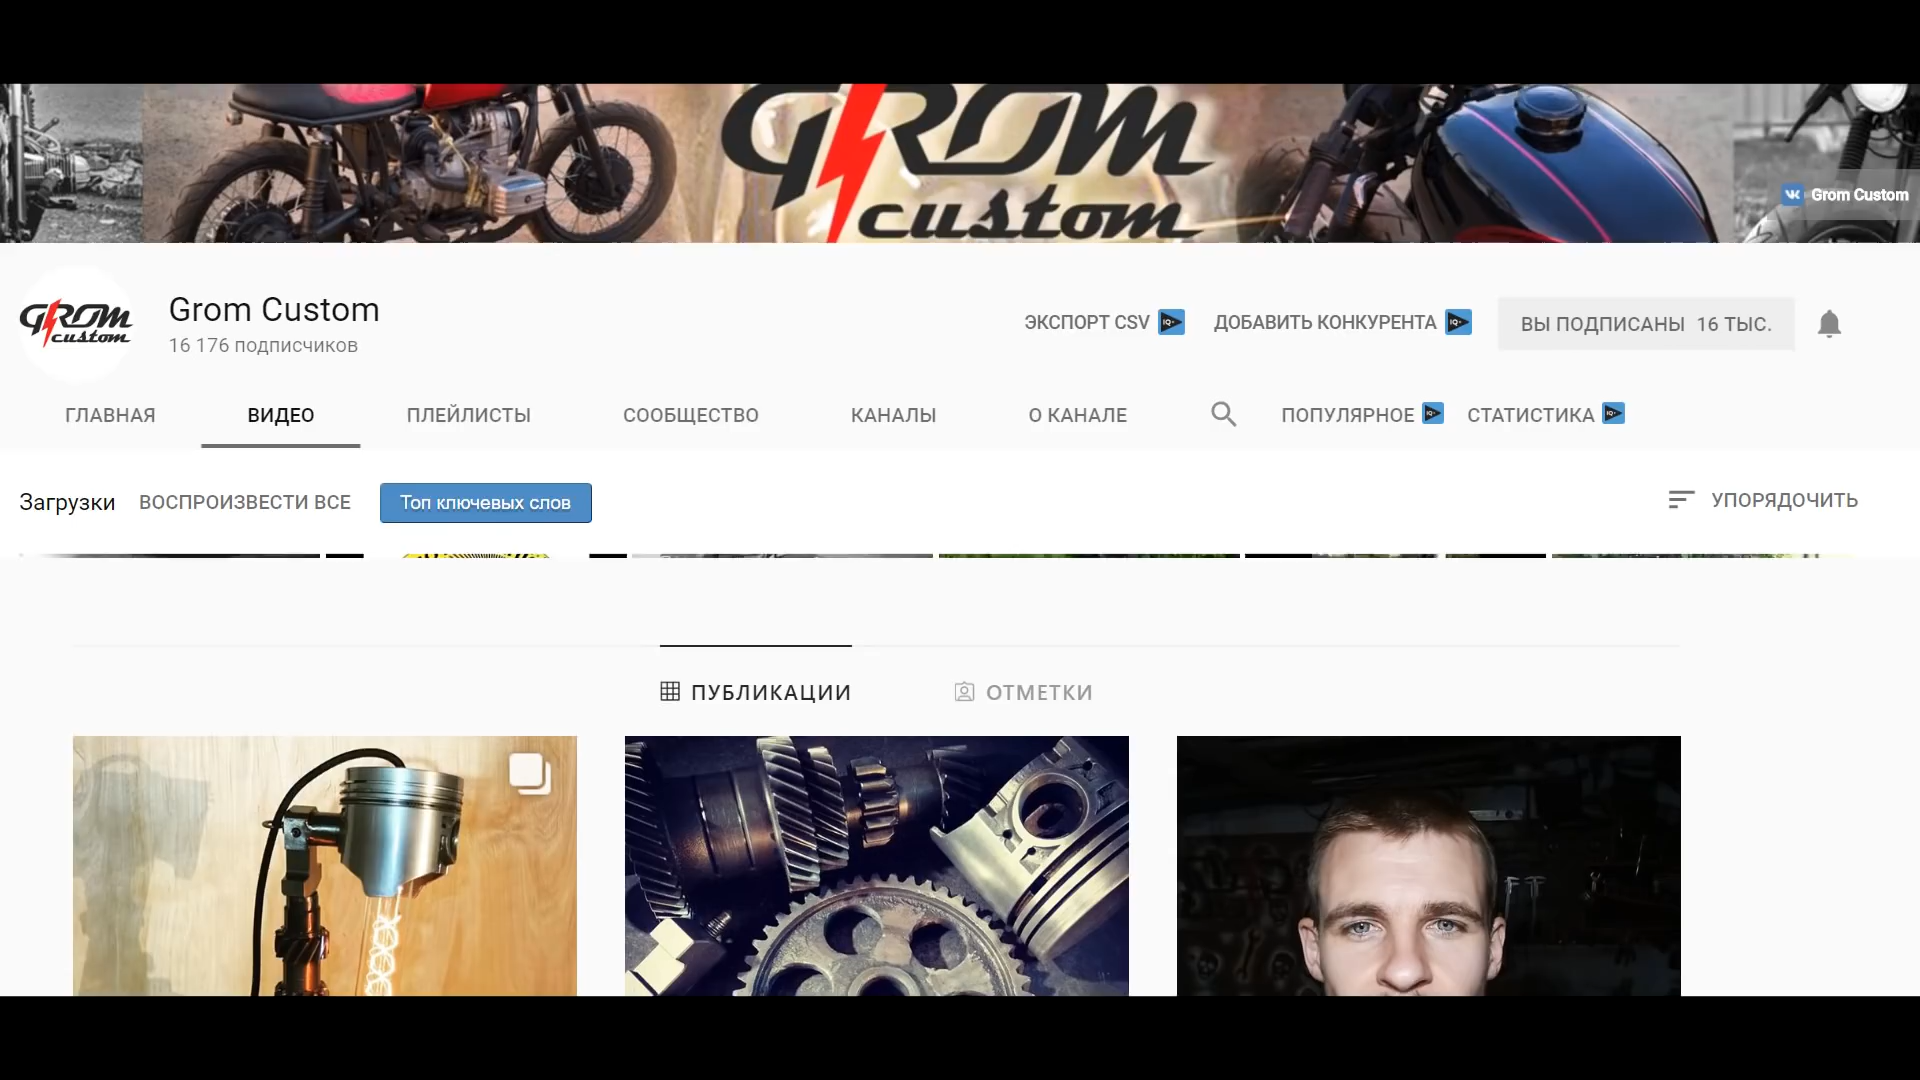 GROM
custom
Grom Custom
GROM
custom
Grom Custom
16 176 подписчиков
ЭКСПОРТ CSV
ДОБАВИТЬ КОНКУРЕНТА
ВЫ ПОДПИСАНЫ 16 ТЫС.
ГЛАВНАЯ
ВИДЕО
ПЛЕЙЛИСТЫ
СООБЩЕСТВО
КАНАЛЫ
О КАНАЛЕ
ПОПУЛЯРНОЕ
СТАТИСТИКА
Загрузки
ВОСПРОИЗВЕСТИ ВСЕ
Топ ключевых слов
УПОРЯДОЧИТЬ
ПУБЛИКАЦИИ
ОТМЕТКИ